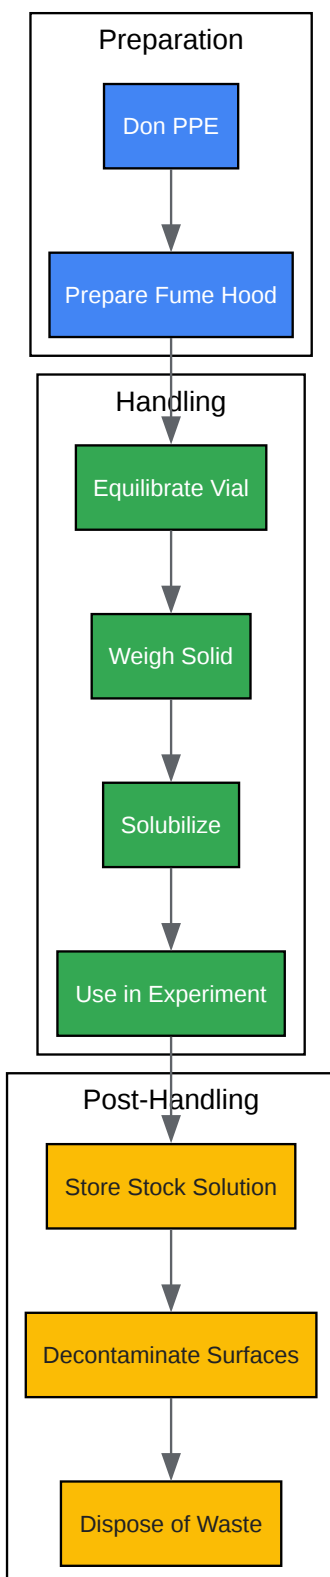 Preparation
Don PPE
Prepare Fume Hood
Handling
Equilibrate Vial
Weigh Solid
Solubilize
Use in Experiment
Post-Handling
Store Stock Solution
Decontaminate Surfaces
Dispose of Waste